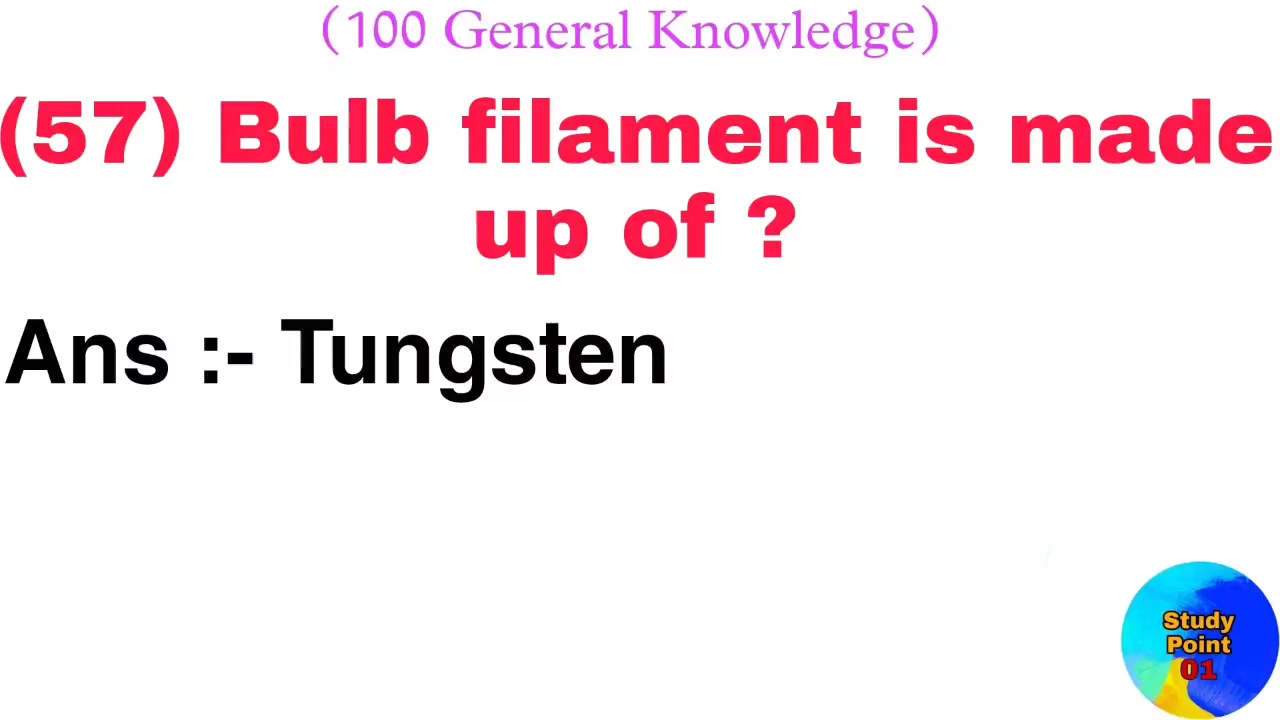 (100 General Knowledge)
(57) Bulb filament is made
up of ?
Ans :- Tungsten
Study
Point
01